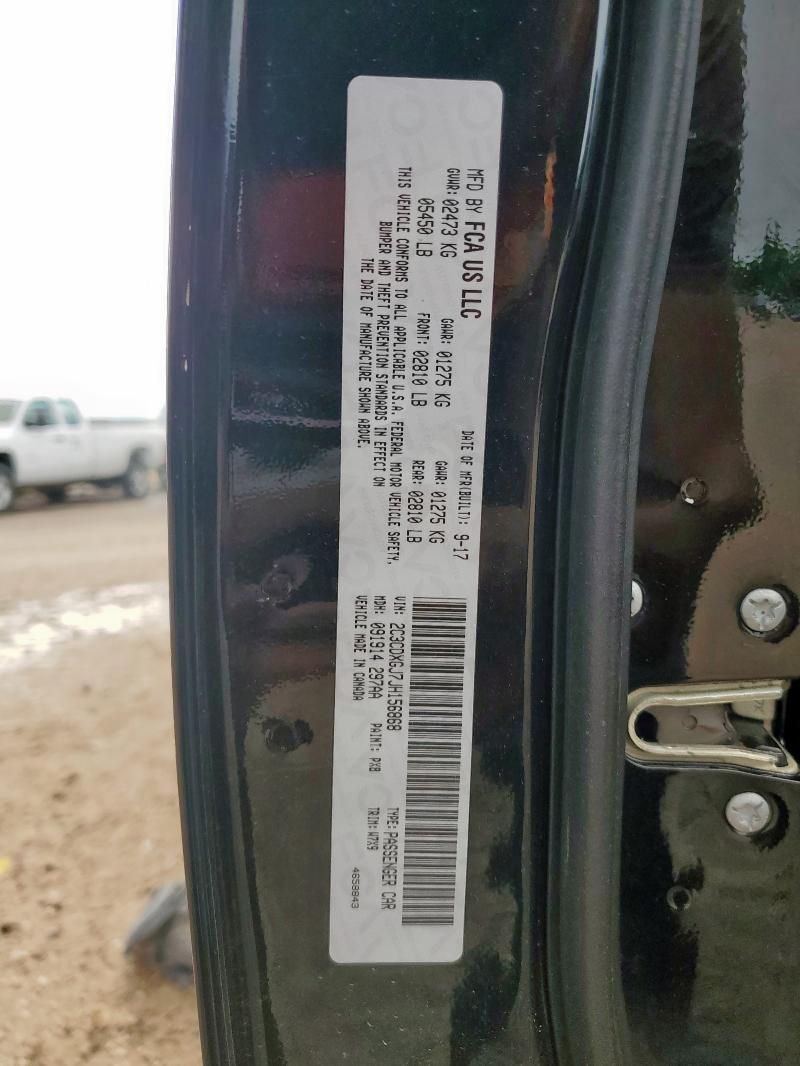 MFD BY FCA US LLC DATE OF MFR(BUILT): 9-17
GVWR: 02473 KG GAWR: 01275 KG GAWR: 01275 KG
05450 LB FRONT: 02810 LB REAR: 02810 LB
THIS VEHICLE CONFORMS TO ALL APPLICABLE U.S.A. FEDERAL MOTOR VEHICLE SAFETY,
BUMPER AND THEFT PREVENTION STANDARDS IN EFFECT ON
THE DATE OF MANUFACTURE SHOWN ABOVE.
VIN: 2C3CDXGJ7JH156868 TYPE: PASSENGER CAR
MDH: 091914 297AA PAINT: PX8 TRIM: W7X9
VEHICLE MADE IN CANADA 4658843